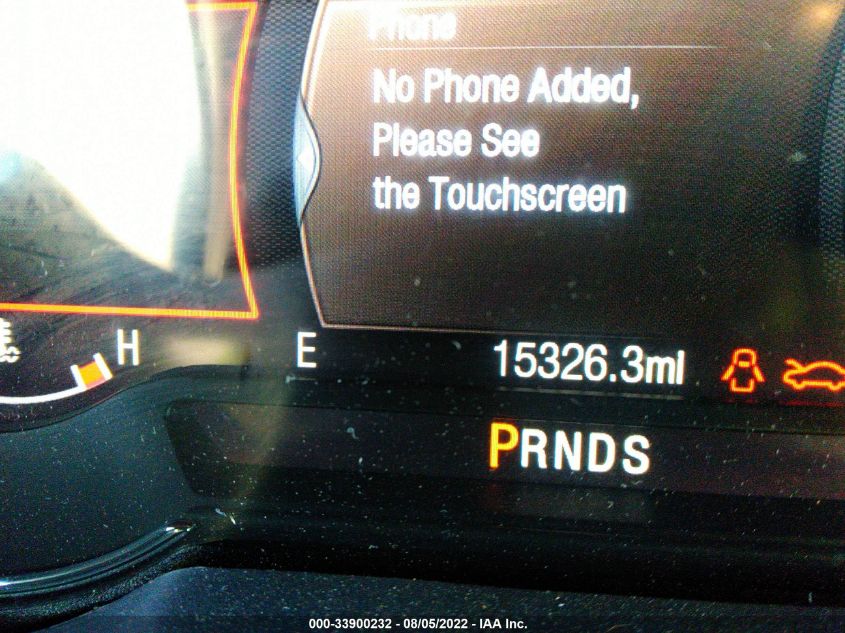 Phone
No Phone Added,
Please See
the Touchscreen
H
E
15326.3mi
PRNDS
000-33900232 - 08/05/2022 - IAA Inc.